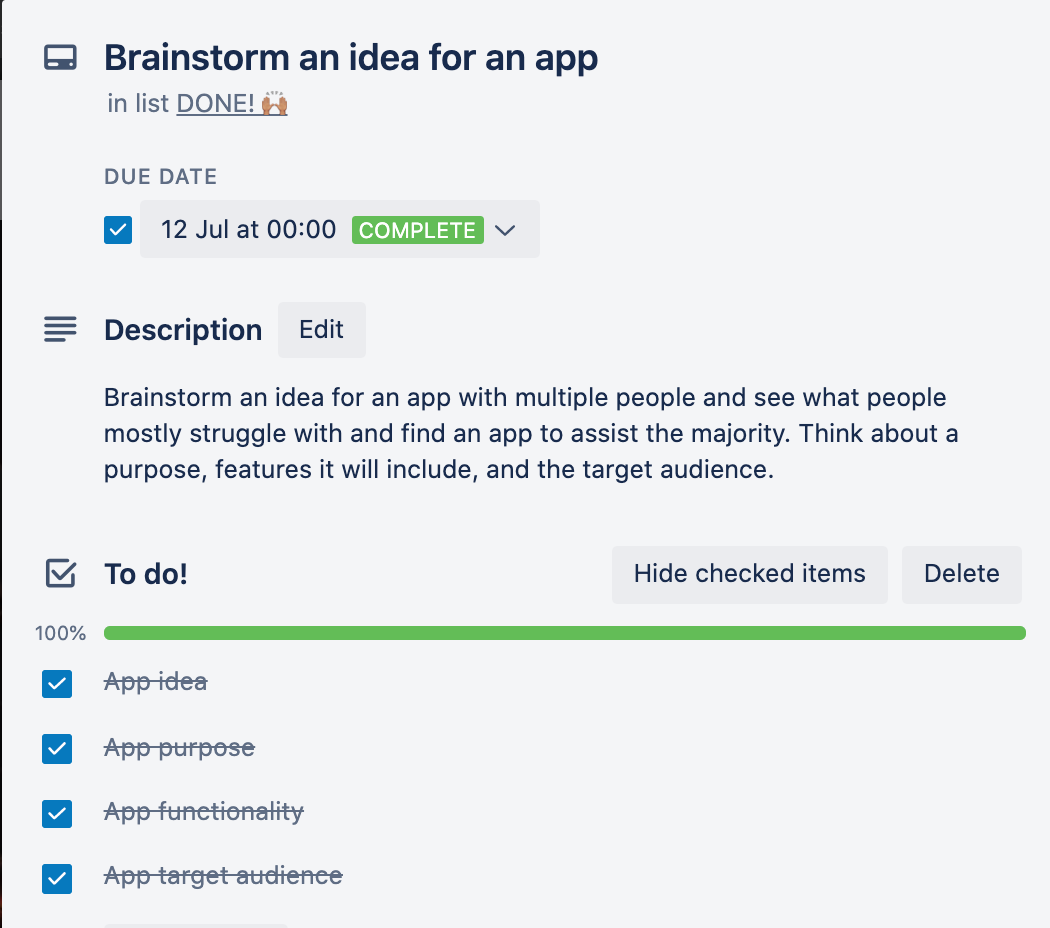 Brainstorm an idea for an app
in list DONE! 🙌🏽
DUE DATE
12 Jul at 00:00 COMPLETE
Description Edit
Brainstorm an idea for an app with multiple people and see what people
mostly struggle with and find an app to assist the majority. Think about a
purpose, features it will include, and the target audience.
To do! Hide checked items Delete
100%
App idea
App purpose
App functionality
App target audience